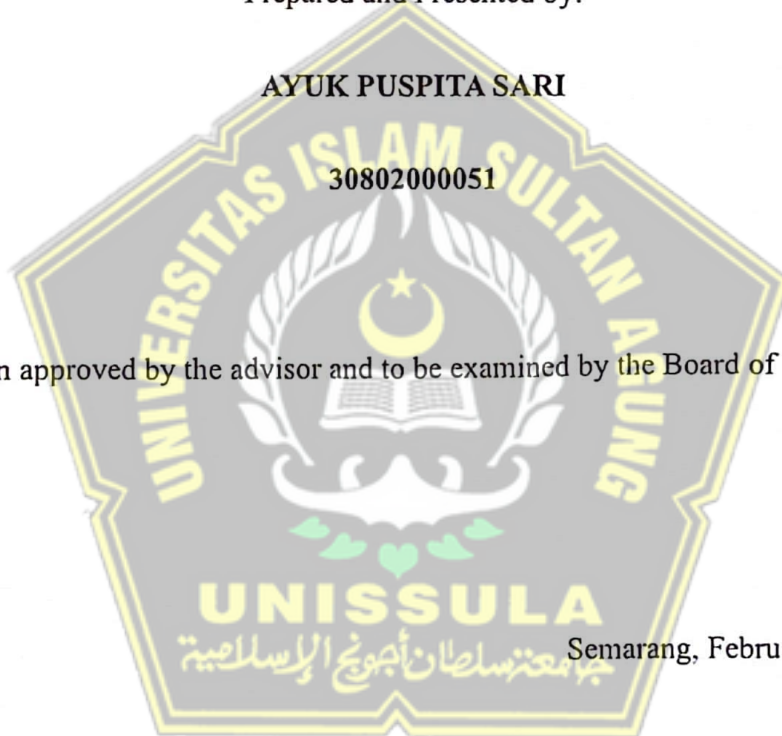 Prepared and Presented by:
AYUK PUSPITA SARI
30802000051
UNIVERSITAS ISLAM SULTAN AGUNG
n approved by the advisor and to be examined by the Board of
UNISSULA
جامعة سلطان أجونج الإسلامية
Semarang, Febru